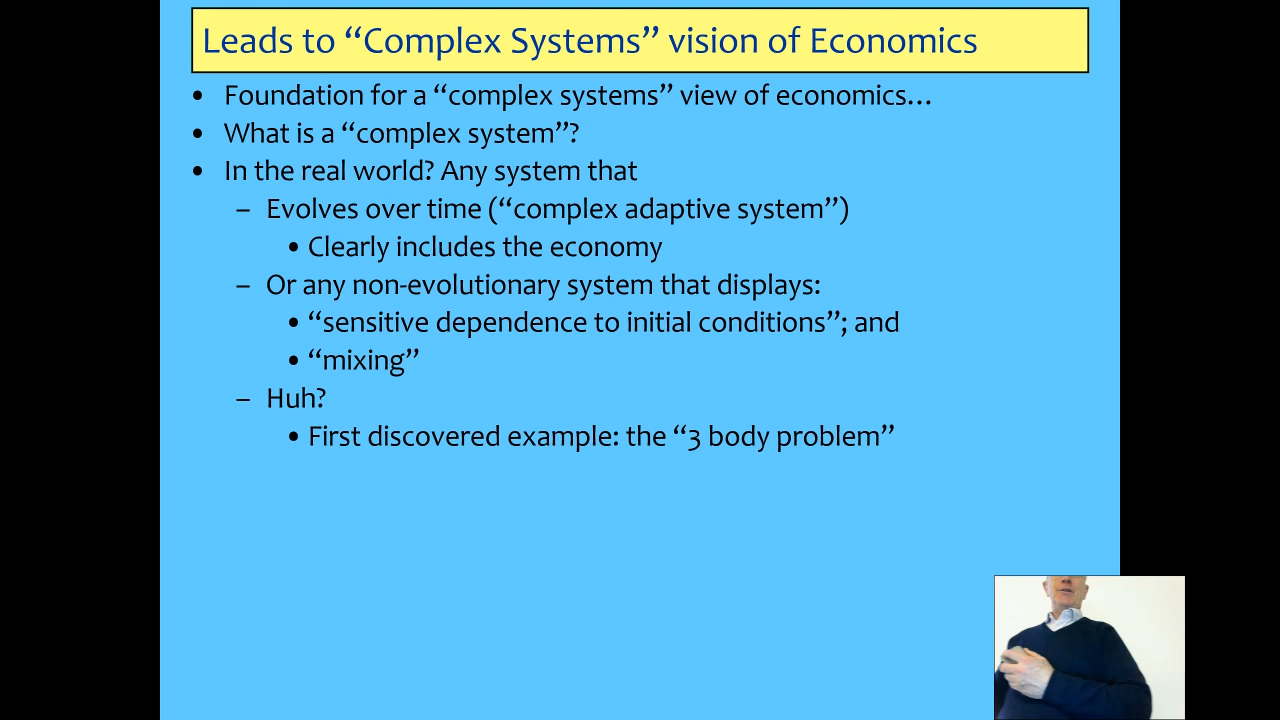 Leads to “Complex Systems” vision of Economics
• Foundation for a “complex systems” view of economics…
• What is a “complex system”?
• In the real world? Any system that
– Evolves over time (“complex adaptive system”)
• Clearly includes the economy
– Or any non-evolutionary system that displays:
• “sensitive dependence to initial conditions”; and
• “mixing”
– Huh?
• First discovered example: the “3 body problem”